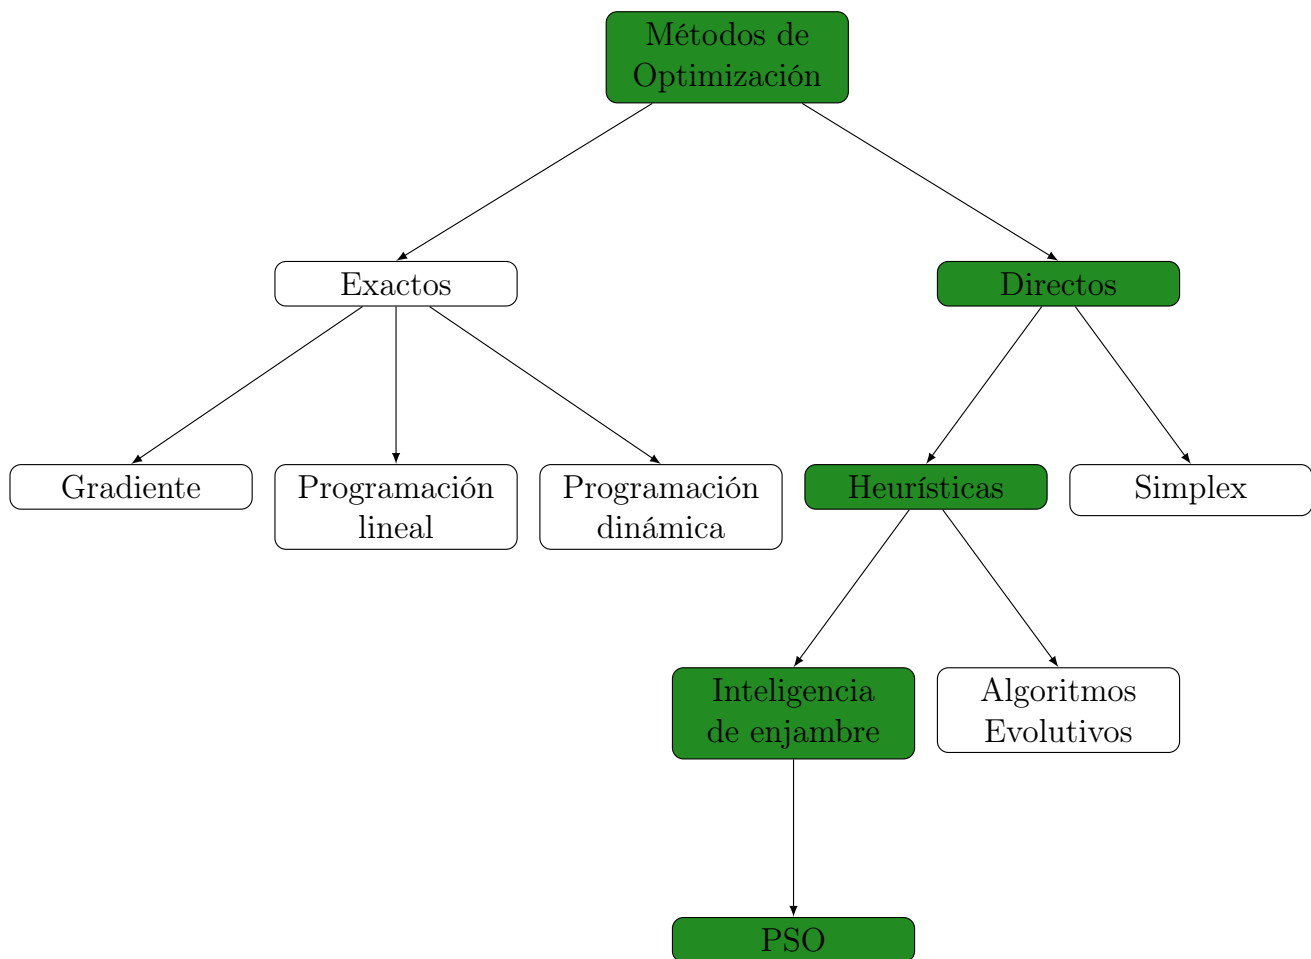 Métodos de
Optimización
Exactos
Directos
Gradiente
Programación
lineal
Programación
dinámica
Heurísticas
Simplex
Inteligencia
de enjambre
Algoritmos
Evolutivos
PSO